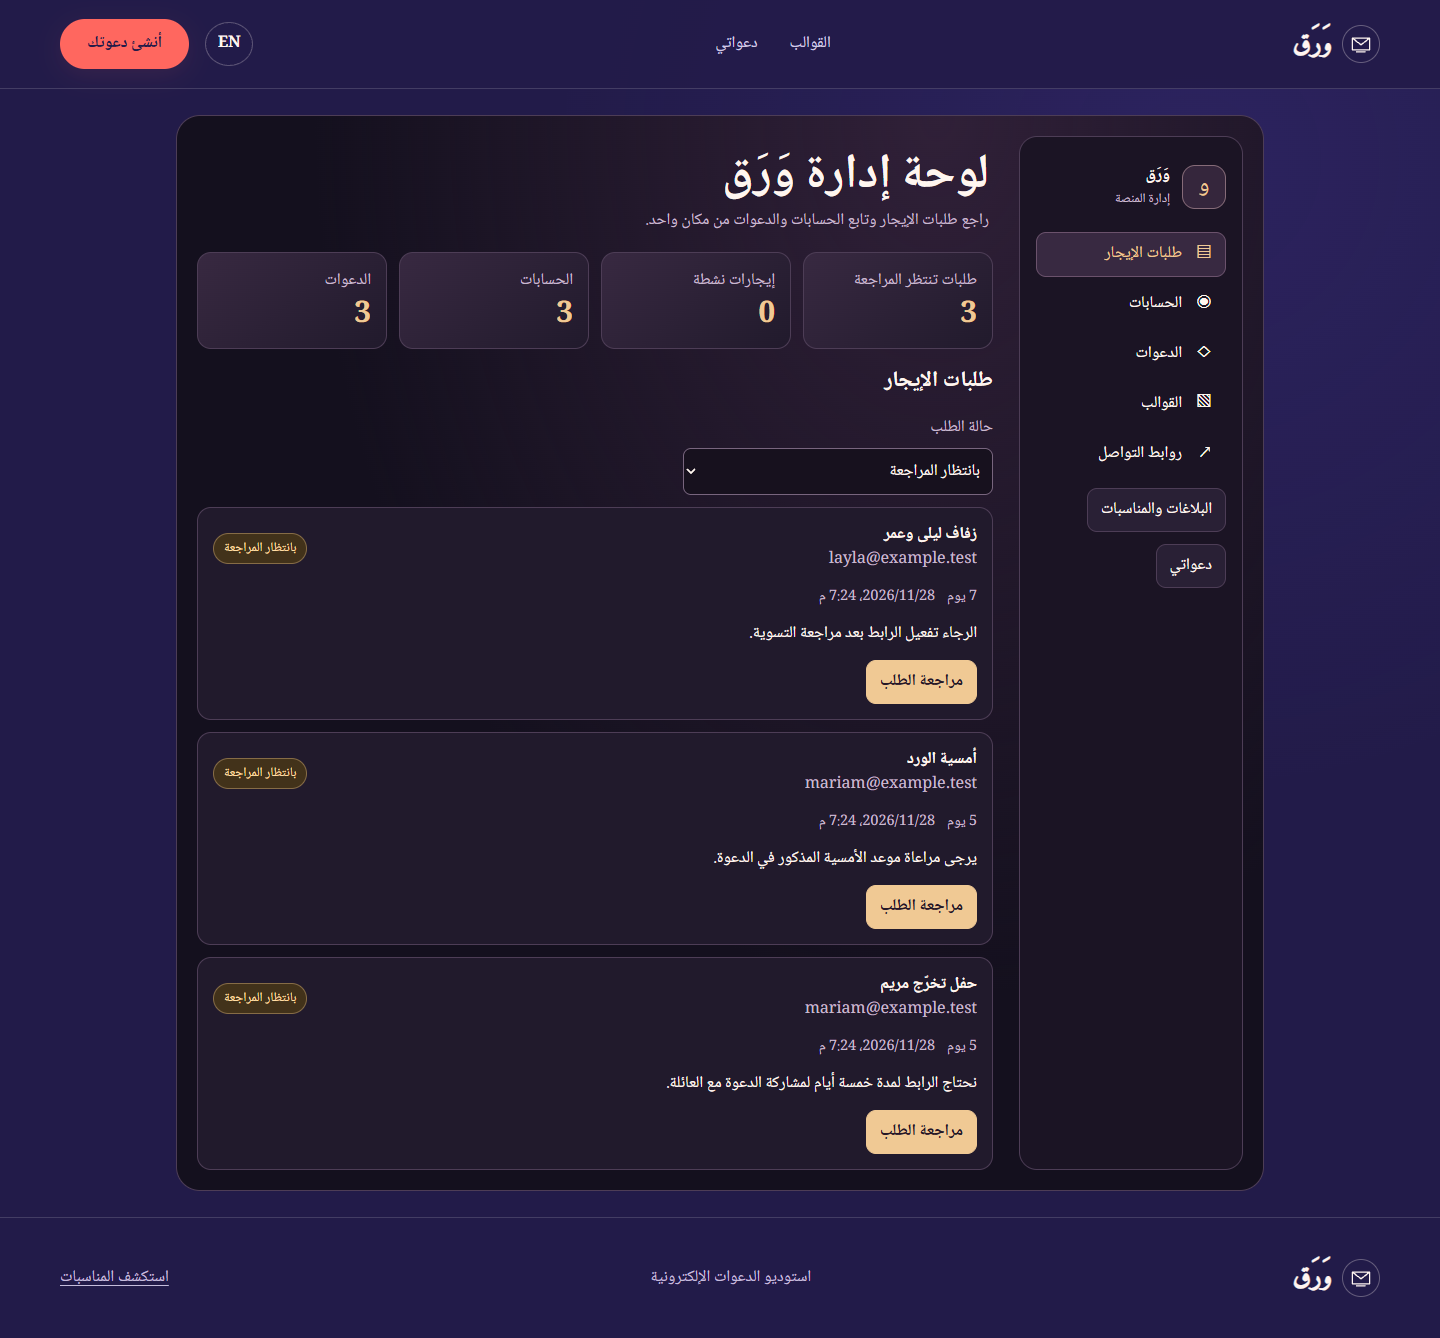 وَرَق
القوالب
دعواتي
EN
أنشئ دعوتك
و
وَرَق
إدارة المنصة
طلبات الإيجار
الحسابات
الدعوات
القوالب
روابط التواصل
البلاغات والمناسبات
دعواتي
لوحة إدارة وَرَق
راجع طلبات الإيجار وتابع الحسابات والدعوات من مكان واحد.
طلبات تنتظر المراجعة
3
إيجارات نشطة
0
الحسابات
3
الدعوات
3
طلبات الإيجار
حالة الطلب
بانتظار المراجعة
زفاف ليلى وعمر
layla@example.test
بانتظار المراجعة
7 يوم 2026/11/28، 7:24 م
الرجاء تفعيل الرابط بعد مراجعة التسوية.
مراجعة الطلب
أمسية الورد
mariam@example.test
بانتظار المراجعة
5 يوم 2026/11/28، 7:24 م
يرجى مراعاة موعد الأمسية المذكور في الدعوة.
مراجعة الطلب
حفل تخرّج مريم
mariam@example.test
بانتظار المراجعة
5 يوم 2026/11/28، 7:24 م
نحتاج الرابط لمدة خمسة أيام لمشاركة الدعوة مع العائلة.
مراجعة الطلب
وَرَق
استوديو الدعوات الإلكترونية
استكشف المناسبات